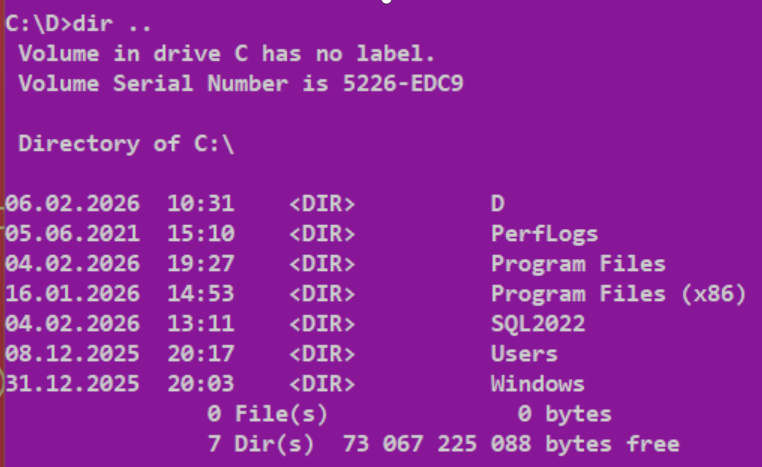 C:\D>dir ..
 Volume in drive C has no label.
 Volume Serial Number is 5226-EDC9

 Directory of C:\

06.02.2026  10:31    <DIR>          D
05.06.2021  15:10    <DIR>          PerfLogs
04.02.2026  19:27    <DIR>          Program Files
16.01.2026  14:53    <DIR>          Program Files (x86)
04.02.2026  13:11    <DIR>          SQL2022
08.12.2025  20:17    <DIR>          Users
31.12.2025  20:03    <DIR>          Windows
               0 File(s)              0 bytes
               7 Dir(s)  73 067 225 088 bytes free